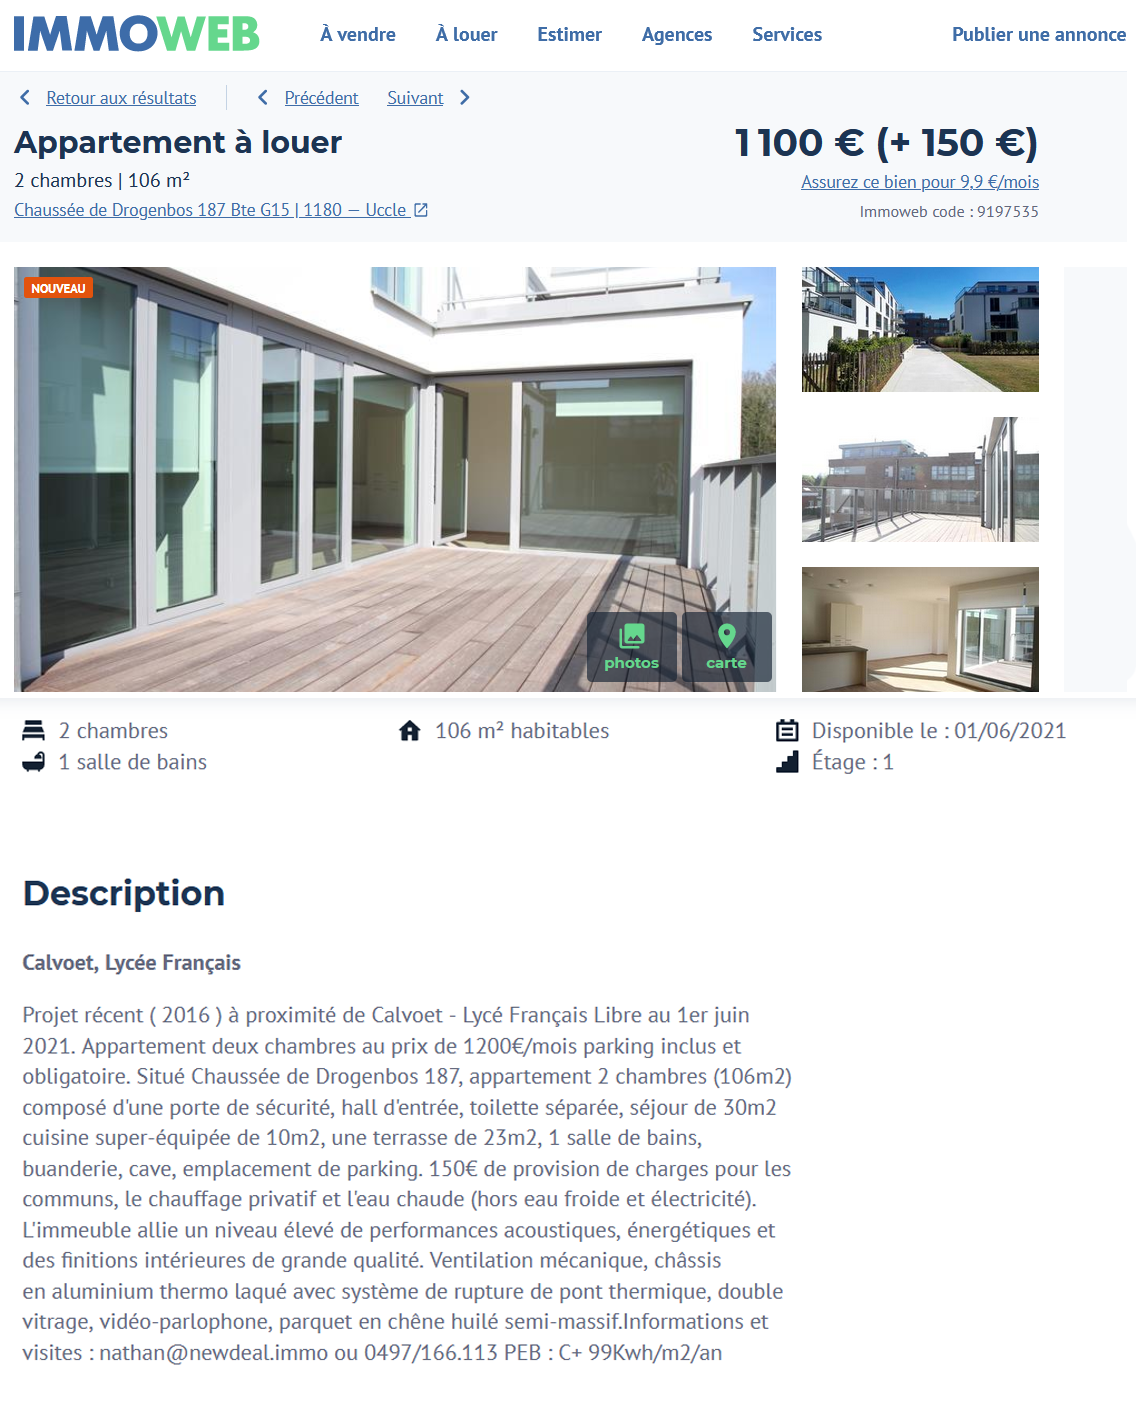 IMMOWEB
À vendre À louer Estimer Agences Services Publier une annonce
Retour aux résultats Précédent Suivant
Appartement à louer
1 100 € (+ 150 €)
2 chambres | 106 m²
Assurez ce bien pour 9,9 €/mois
Chaussée de Drogenbos 187 Bte G15 | 1180 — Uccle
Immoweb code : 9197535
NOUVEAU
photos carte
2 chambres 106 m² habitables Disponible le : 01/06/2021
1 salle de bains Étage : 1
Description
Calvoet, Lycée Français
Projet récent ( 2016 ) à proximité de Calvoet - Lycé Français Libre au 1er juin
2021. Appartement deux chambres au prix de 1200€/mois parking inclus et
obligatoire. Situé Chaussée de Drogenbos 187, appartement 2 chambres (106m2)
composé d'une porte de sécurité, hall d'entrée, toilette séparée, séjour de 30m2
cuisine super-équipée de 10m2, une terrasse de 23m2, 1 salle de bains,
buanderie, cave, emplacement de parking. 150€ de provision de charges pour les
communs, le chauffage privatif et l'eau chaude (hors eau froide et électricité).
L'immeuble allie un niveau élevé de performances acoustiques, énergétiques et
des finitions intérieures de grande qualité. Ventilation mécanique, châssis
en aluminium thermo laqué avec système de rupture de pont thermique, double
vitrage, vidéo-parlophone, parquet en chêne huilé semi-massif.Informations et
visites : nathan@newdeal.immo ou 0497/166.113 PEB : C+ 99Kwh/m2/an